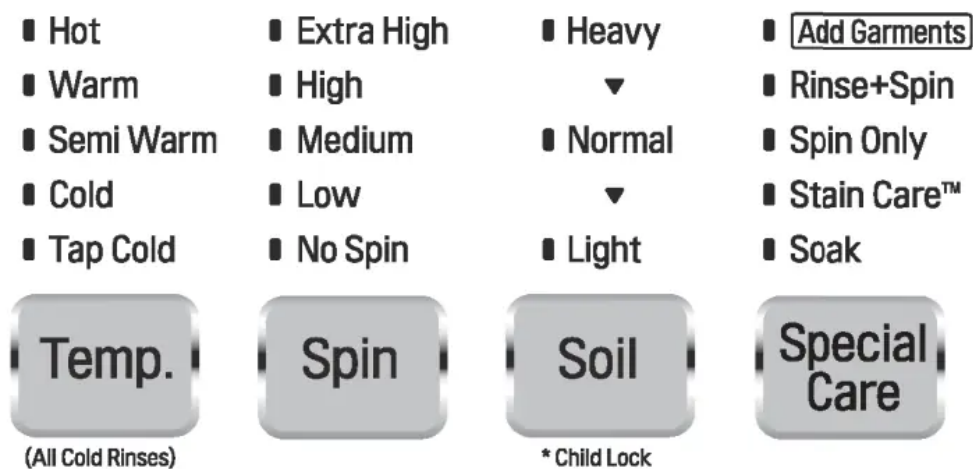 Hot
Warm
Semi Warm
Cold
Tap Cold
Temp.
(All Cold Rinses)
Extra High
High
Medium
Low
No Spin
Spin
Heavy
Normal
Light
Soil
* Child Lock
Add Garments
Rinse+Spin
Spin Only
Stain Care™
Soak
Special
Care